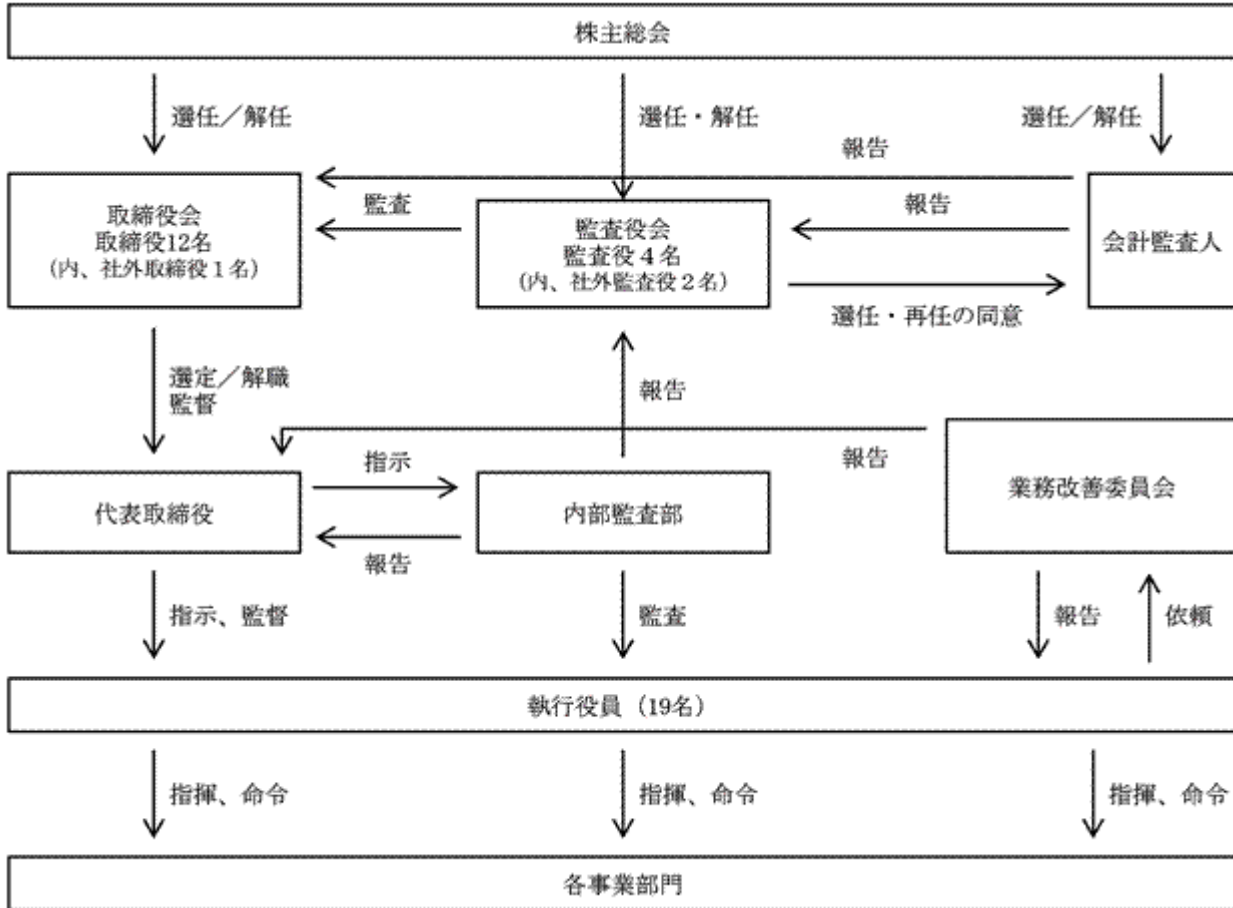 株主総会
選任／解任
選任・解任
選任／解任
報告
取締役会
取締役12名
（内、社外取締役１名）
監査
監査役会
監査役４名
（内、社外監査役２名）
報告
会計監査人
選任・再任の同意
選定／解職
監督
報告
報告
業務改善委員会
代表取締役
指示
報告
内部監査部
指示、監督
監査
報告
依頼
執行役員（19名）
指揮、命令
指揮、命令
指揮、命令
各事業部門